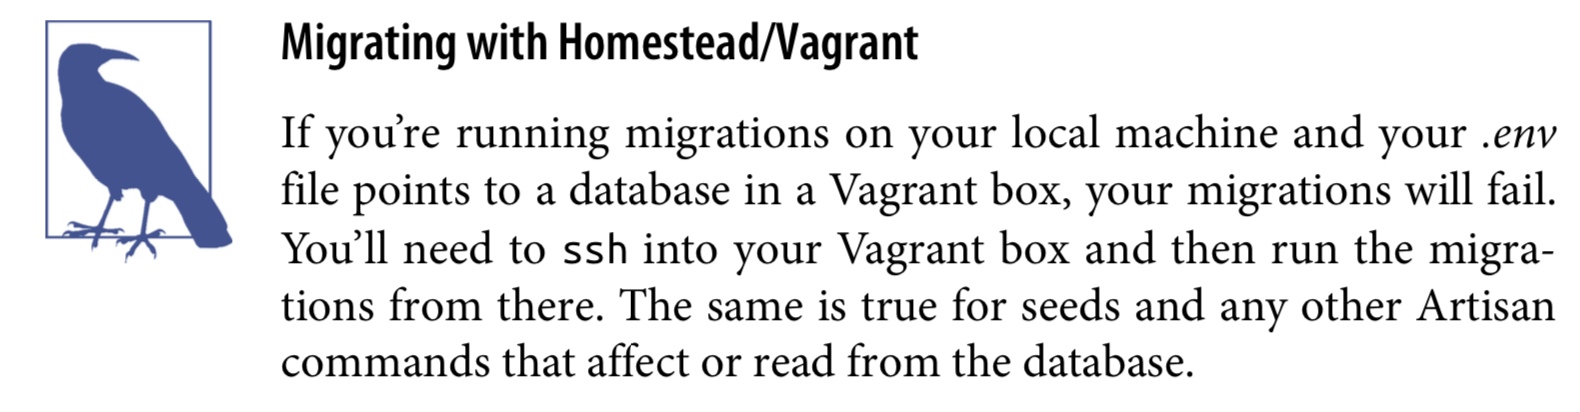 Migrating with Homestead/Vagrant
If you’re running migrations on your local machine and your .env
file points to a database in a Vagrant box, your migrations will fail.
You’ll need to ssh into your Vagrant box and then run the migra-
tions from there. The same is true for seeds and any other Artisan
commands that affect or read from the database.